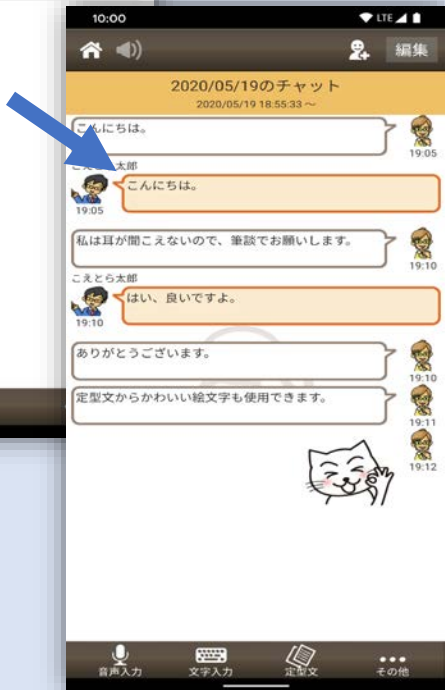 10:00
LTE
編集
2020/05/19のチャット
2020/05/19 18:55:33 ～
こんにちは。
19:05
こえとら太郎
こんにちは。
19:05
私は耳が聞こえないので、筆談でお願いします。
19:10
こえとら太郎
はい、良いですよ。
19:10
ありがとうございます。
19:10
定型文からかわいい絵文字も使用できます。
19:11
19:12
音声入力
文字入力
定型文
その他